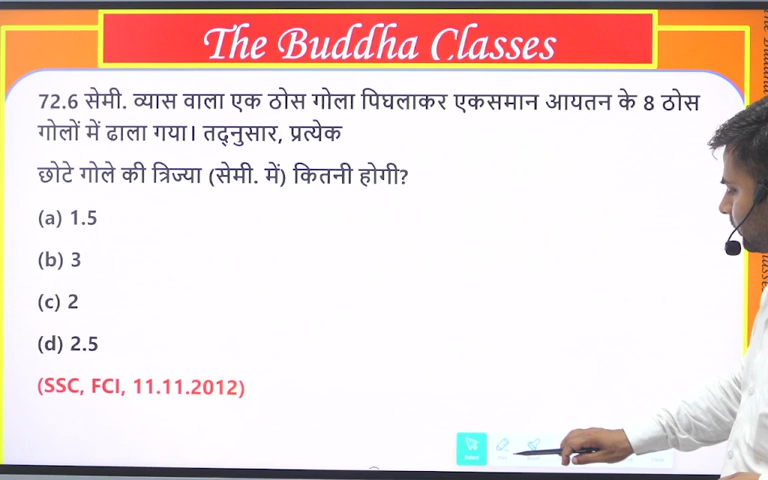 The Buddha Classes
72.6 सेमी. व्यास वाला एक ठोस गोला पिघलाकर एकसमान आयतन के 8 ठोस
गोलों में ढाला गया। तद्नुसार, प्रत्येक
छोटे गोले की त्रिज्या (सेमी. में) कितनी होगी?
(a) 1.5
(b) 3
(c) 2
(d) 2.5
(SSC, FCI, 11.11.2012)